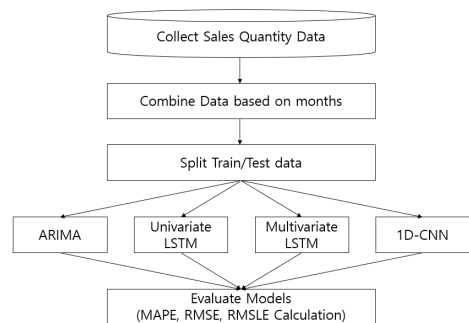 Collect Sales Quantity Data
Combine Data based on months
Split Train/Test data
ARIMA
Univariate
LSTM
Multivariate
LSTM
1D-CNN
Evaluate Models
(MAPE, RMSE, RMSLE Calculation)